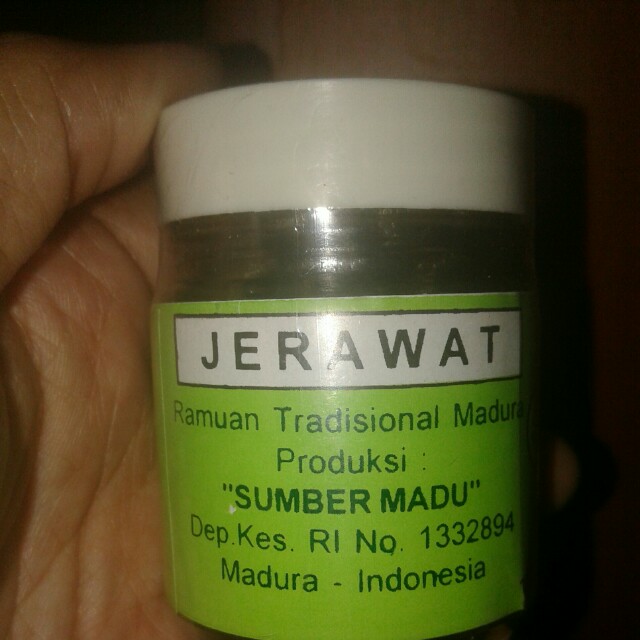 JERAWAT
Ramuan Tradisional Madura
Produksi :
"SUMBER MADU"
Dep.Kes. RI No. 1332894
Madura - Indonesia